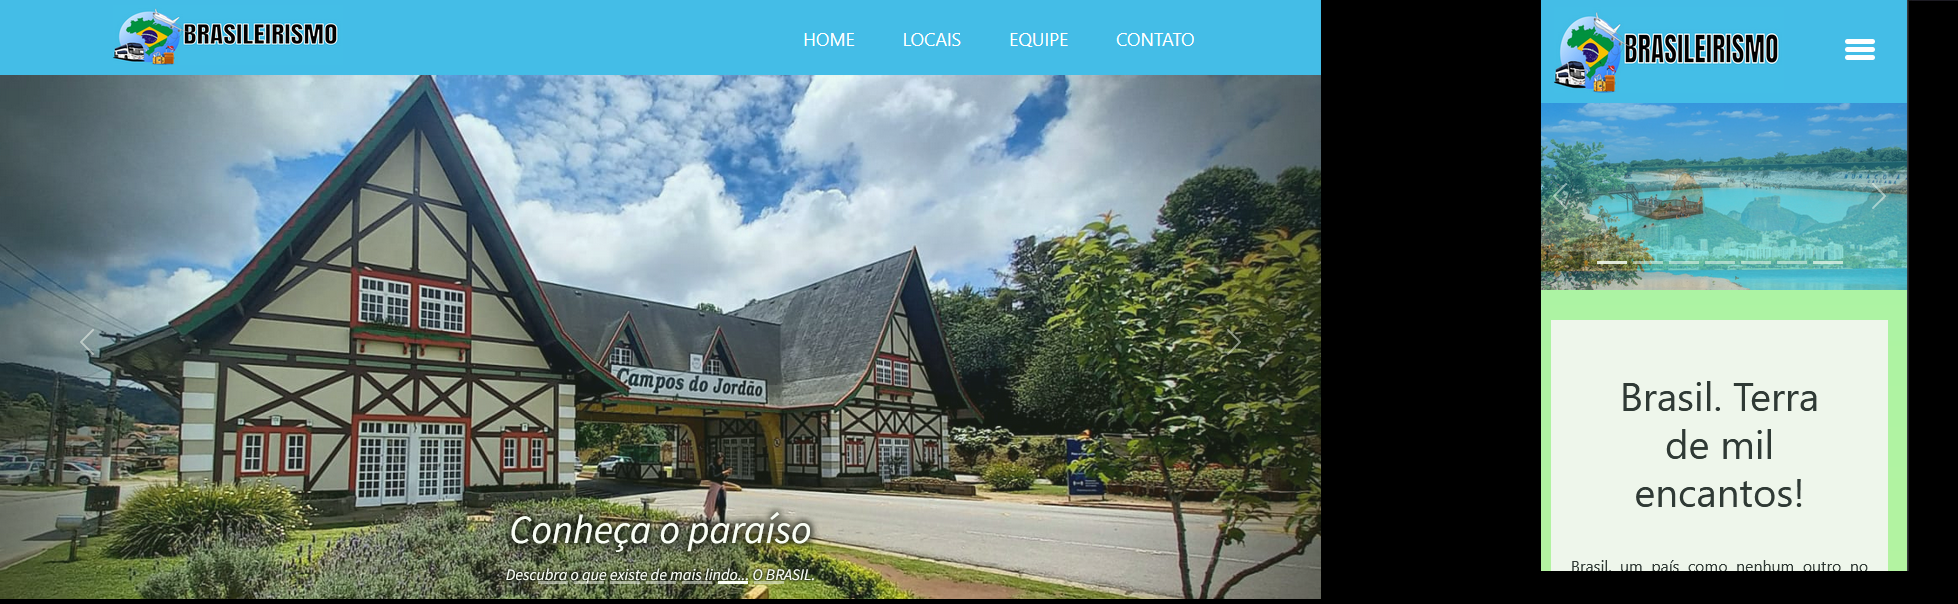 BRASILEIRISMO
HOME LOCAIS EQUIPE CONTATO
Campos do Jordão
Conheça o paraíso
Descubra o que existe de mais lindo... O BRASIL.
BRASILEIRISMO
Brasil. Terra
de mil
encantos!
Brasil, um país como nenhum outro no